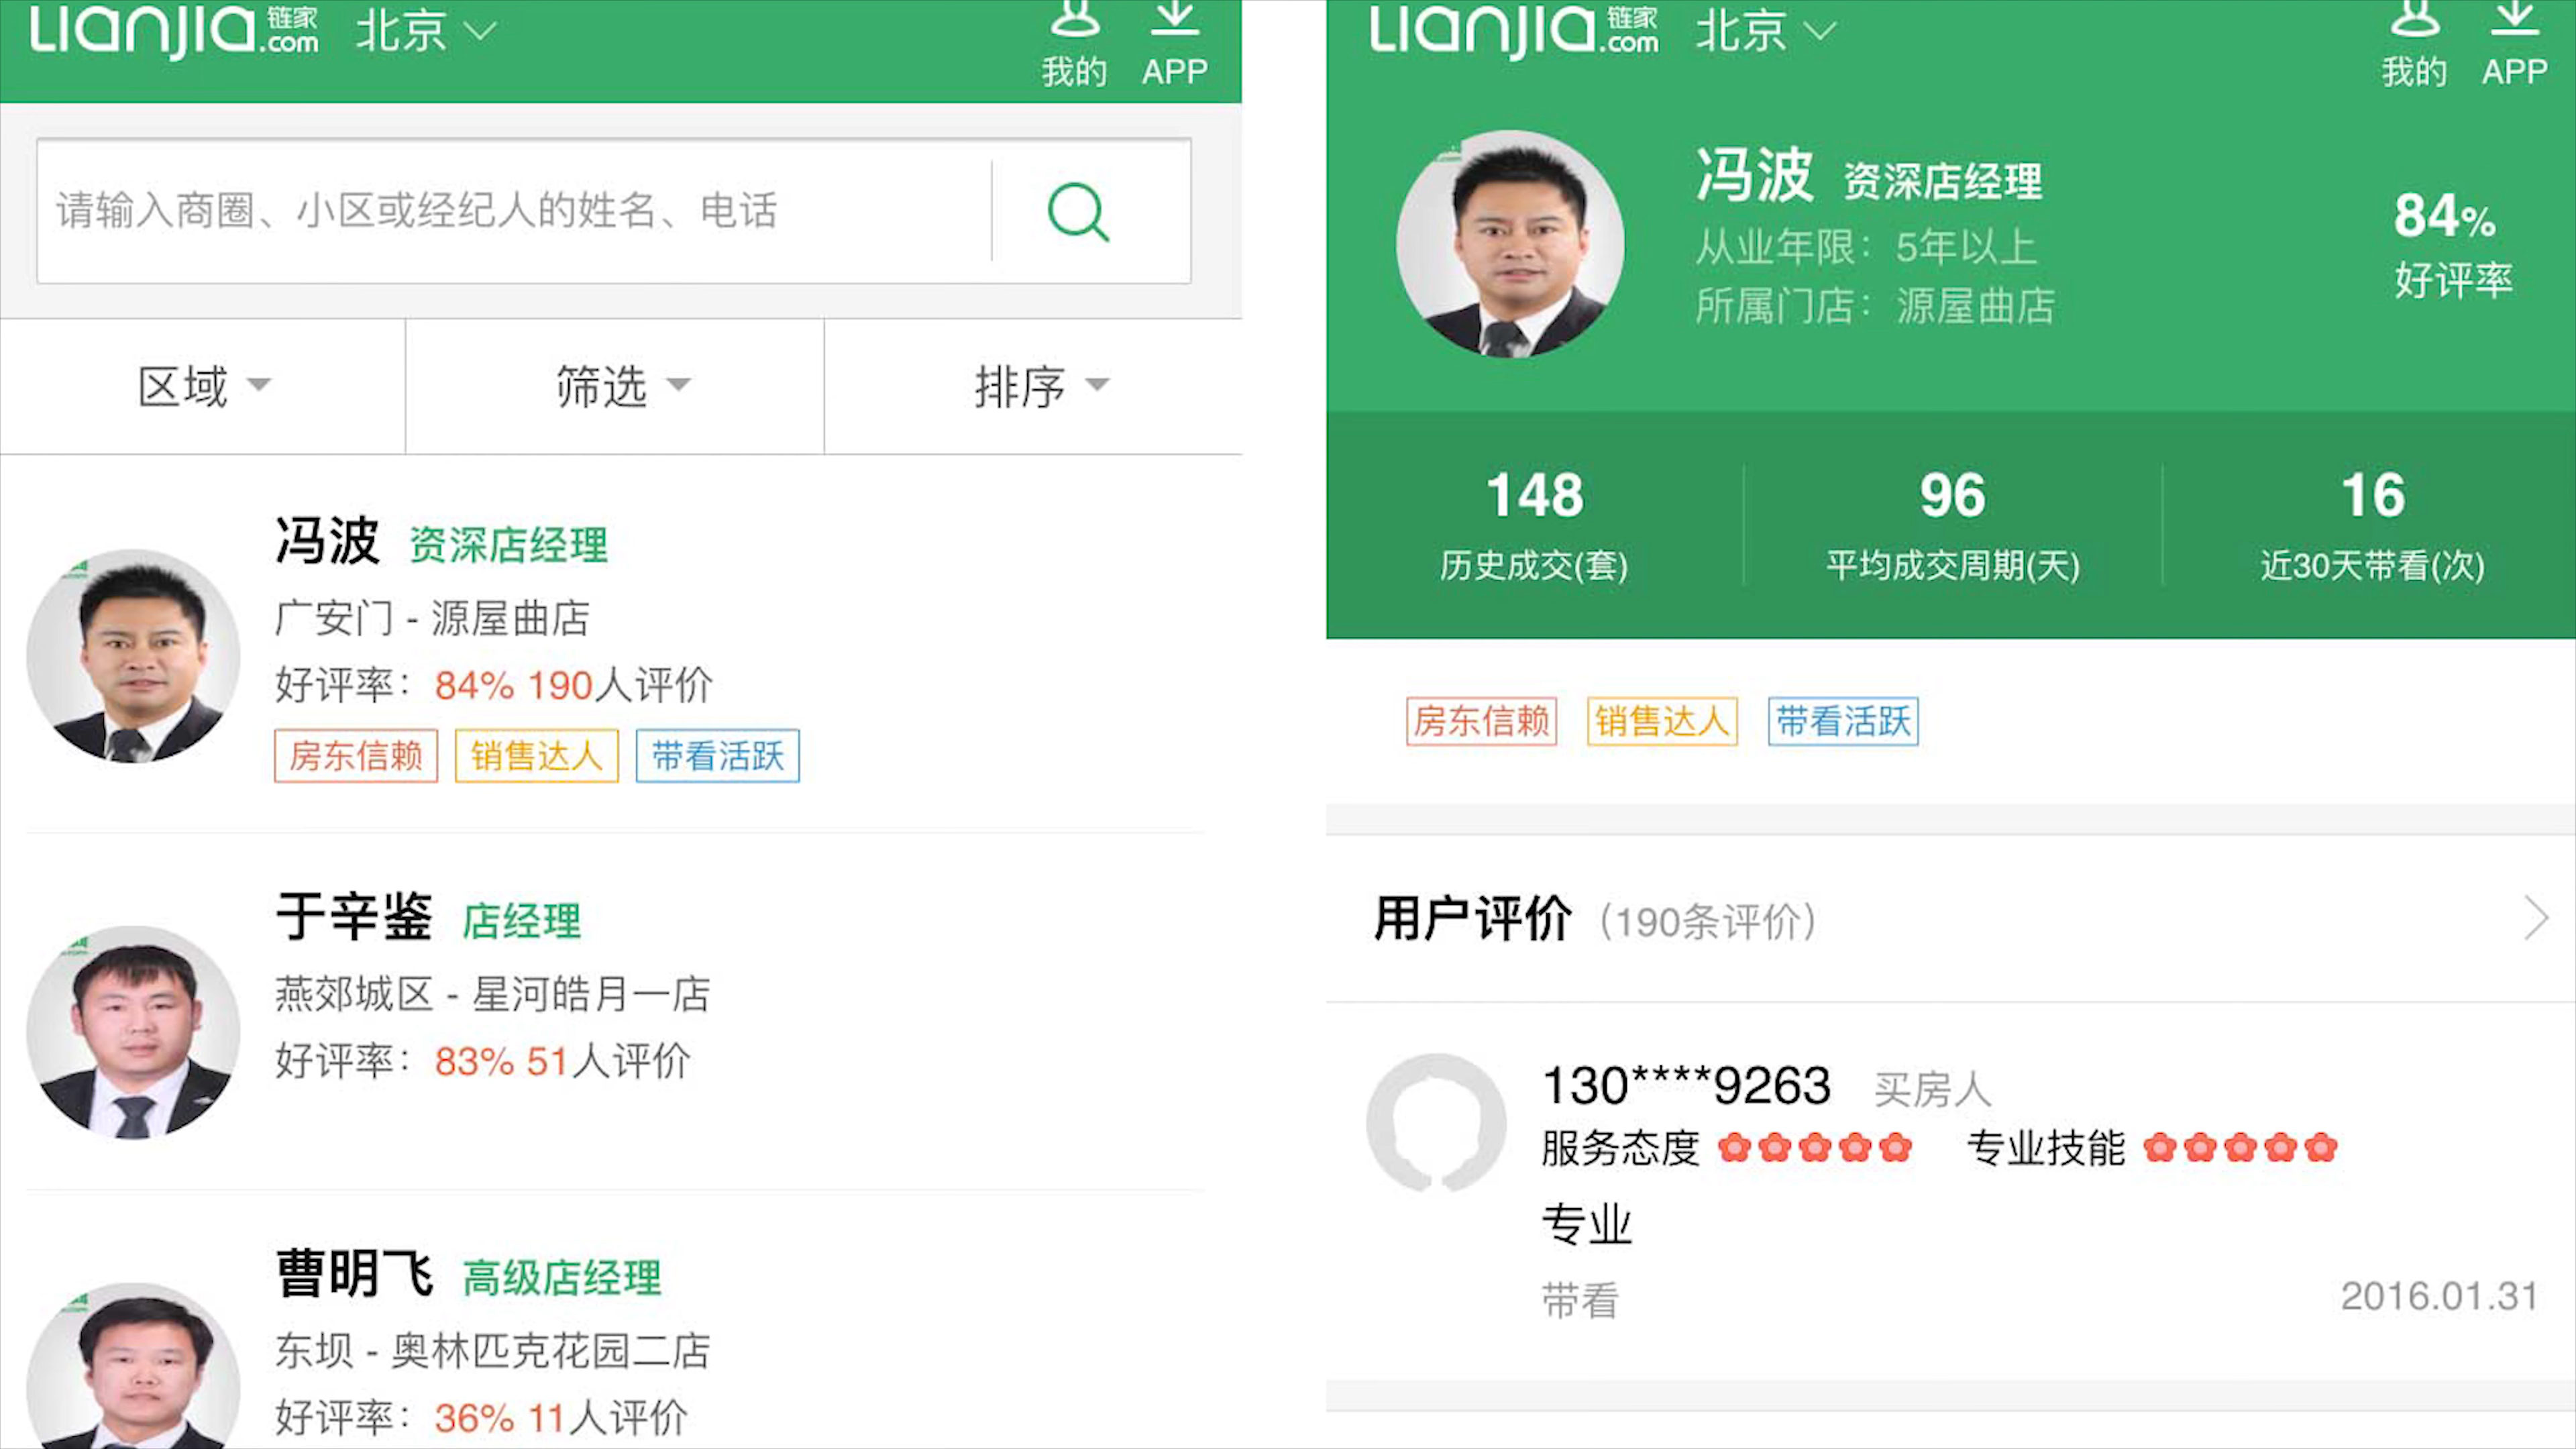 Lianjia.com 链家 北京
我的 APP
请输入商圈、小区或经纪人的姓名、电话
区域 筛选 排序
冯波 资深店经理
广安门 - 源屋曲店
好评率: 84% 190人评价
房东信赖 销售达人 带看活跃
于辛鉴 店经理
燕郊城区 - 星河皓月一店
好评率: 83% 51人评价
曹明飞 高级店经理
东坝 - 奥林匹克花园二店
好评率: 36% 11人评价
Lianjia.com 链家 北京
我的 APP
冯波 资深店经理
从业年限: 5年以上
所属门店: 源屋曲店
84%
好评率
148 96 16
历史成交(套) 平均成交周期(天) 近30天带看(次)
房东信赖 销售达人 带看活跃
用户评价 (190条评价)
130****9263 买房人
服务态度 专业技能
专业
带看 2016.01.31